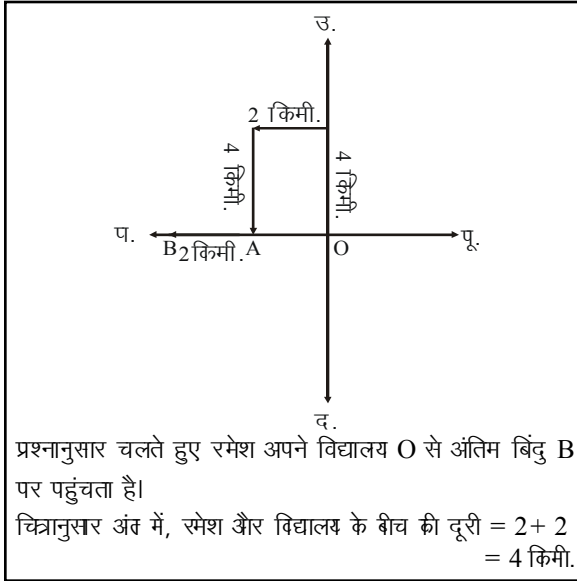 उ.
2 किमी.
4 किमी.
4 किमी.
प.
B
2 किमी.
A
O
पू.
द.
प्रश्नानुसार चलते हुए रमेश अपने विद्यालय O से अंतिम बिंदु B
पर पहुंचता है।
चित्रानुसार अंत में, रमेश और विद्यालय के बीच की दूरी = 2 + 2
= 4 किमी.